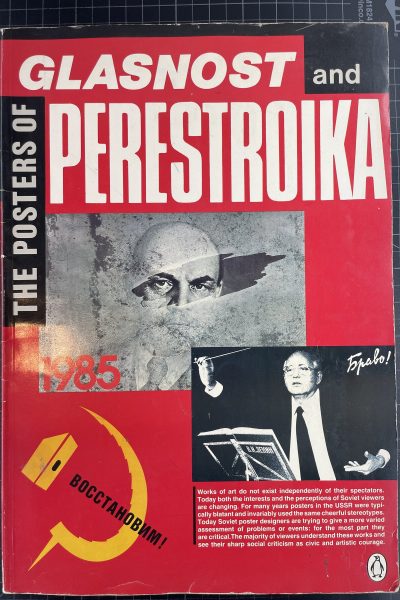 GLASNOST and
PERESTROIKA
THE POSTERS OF
1985
Браво!
В.И. ЛЕНИН
ВОССТАНОВИМ!
Works of art do not exist independently of their spectators.
Today both the interests and the perceptions of Soviet viewers
are changing. For many years posters in the USSR were typi-
cally blatant and invariably used the same cheerful stereotypes.
Today Soviet poster designers are trying to give a more varied
assessment of problems or events: for the most part they
are critical.The majority of viewers understand these works and
see their sharp social criticism as civic and artistic courage.